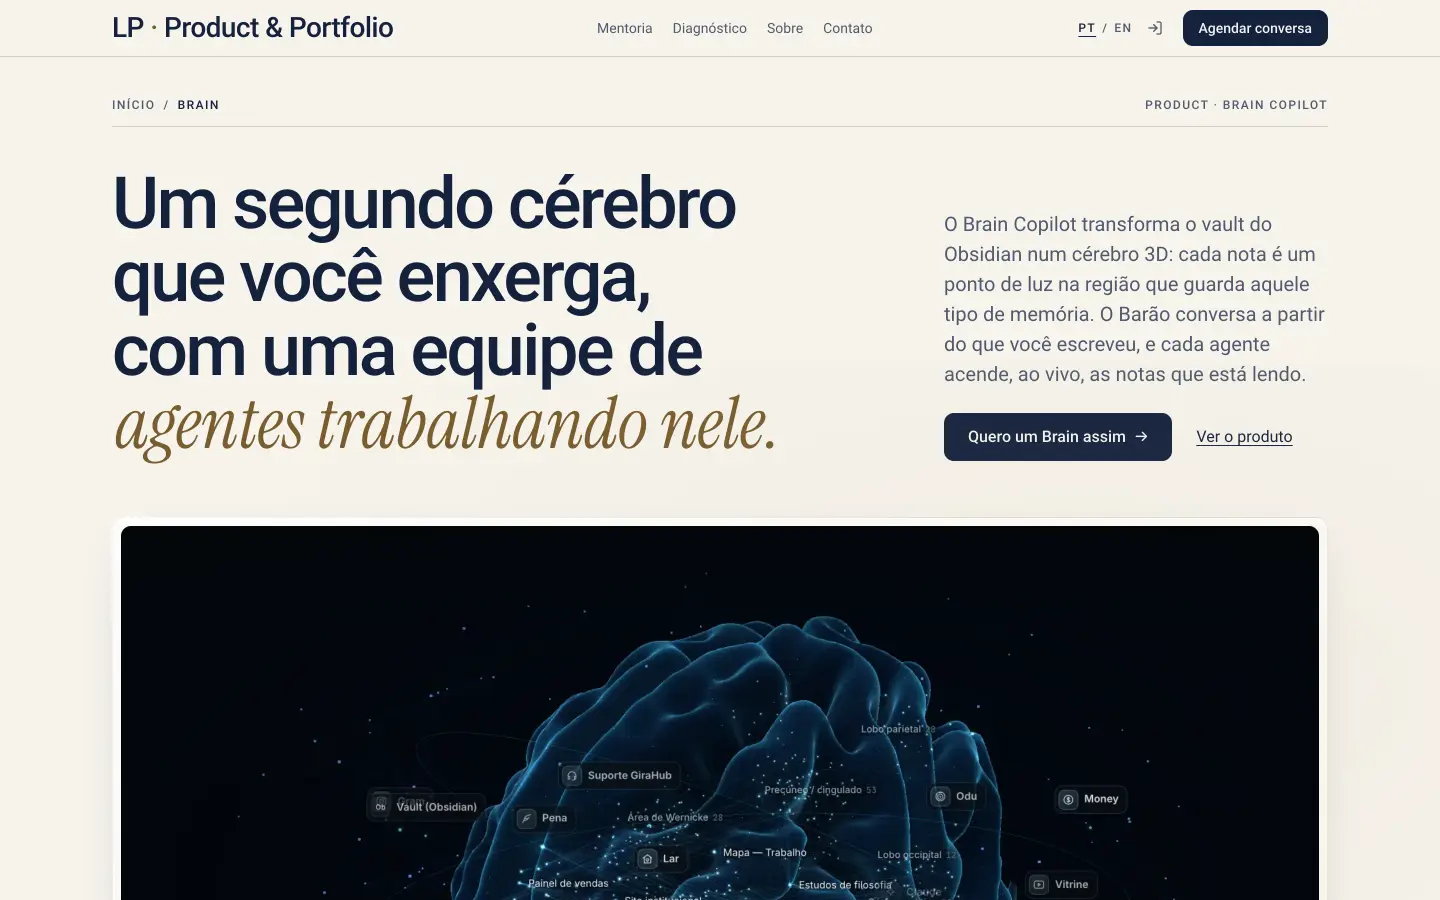 LP · Product & Portfolio
Mentoria Diagnóstico Sobre Contato
PT / EN
Agendar conversa
INÍCIO / BRAIN
PRODUCT · BRAIN COPILOT
Um segundo cérebro
que você enxerga,
com uma equipe de
agentes trabalhando nele.
O Brain Copilot transforma o vault do
Obsidian num cérebro 3D: cada nota é um
ponto de luz na região que guarda aquele
tipo de memória. O Barão conversa a partir
do que você escreveu, e cada agente
acende, ao vivo, as notas que está lendo.
Quero um Brain assim →
Ver o produto
Lobo parietal
Suporte GiraHub
Precúneo / cingulado 53
Odu
Money
Vault (Obsidian)
Pena
Área de Wernicke 28
Lar
Mapa — Trabalho
Lobo occipital 12
Painel de vendas
Estudos de filosofia
Claude
Vitrine